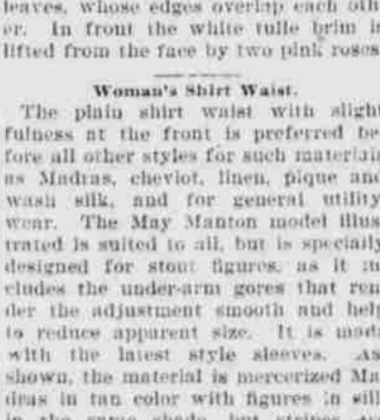 leaves, whose edges overlap each oth
er. In front the white tulle brim is
lifted from the face by two pink roses
Woman's Shirt Waist.
The plain shirt waist with slight
fulness at the front is preferred be
fore all other styles for such materials
as Madras, cheviot, linen, pique and
wash silk, and for general utility
wear. The May Manton model illus
trated is suited to all, but is specially
designed for stout figures, as it in
cludes the under-arm gores that ren
der the adjustment smooth and help
to reduce apparent size. It is made
with the latest style sleeves. As
shown, the material is mercerized Ma
dras in tan color with figures in silk
in the same shade, but